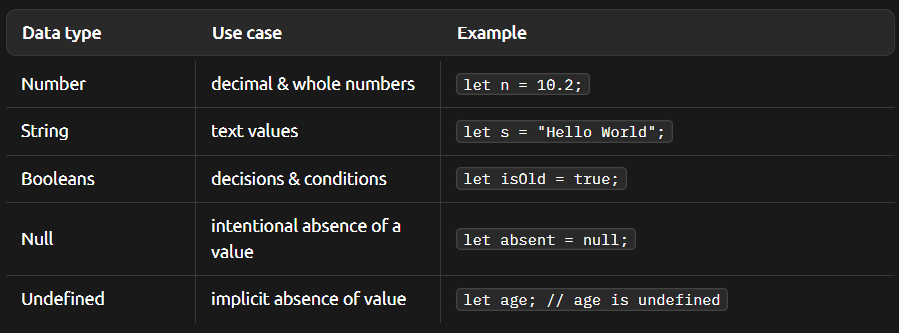 Data type Use case Example
Number decimal & whole numbers let n = 10.2;
String text values let s = "Hello World";
Booleans decisions & conditions let isOld = true;
Null intentional absence of a value let absent = null;
Undefined implicit absence of value let age; // age is undefined